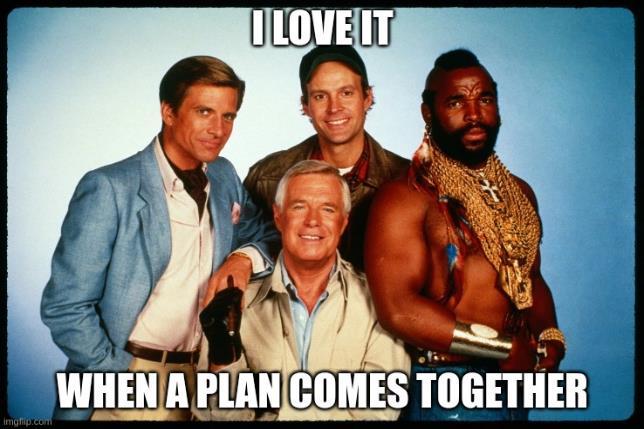 I LOVE IT
WHEN A PLAN COMES TOGETHER
imgflip.com